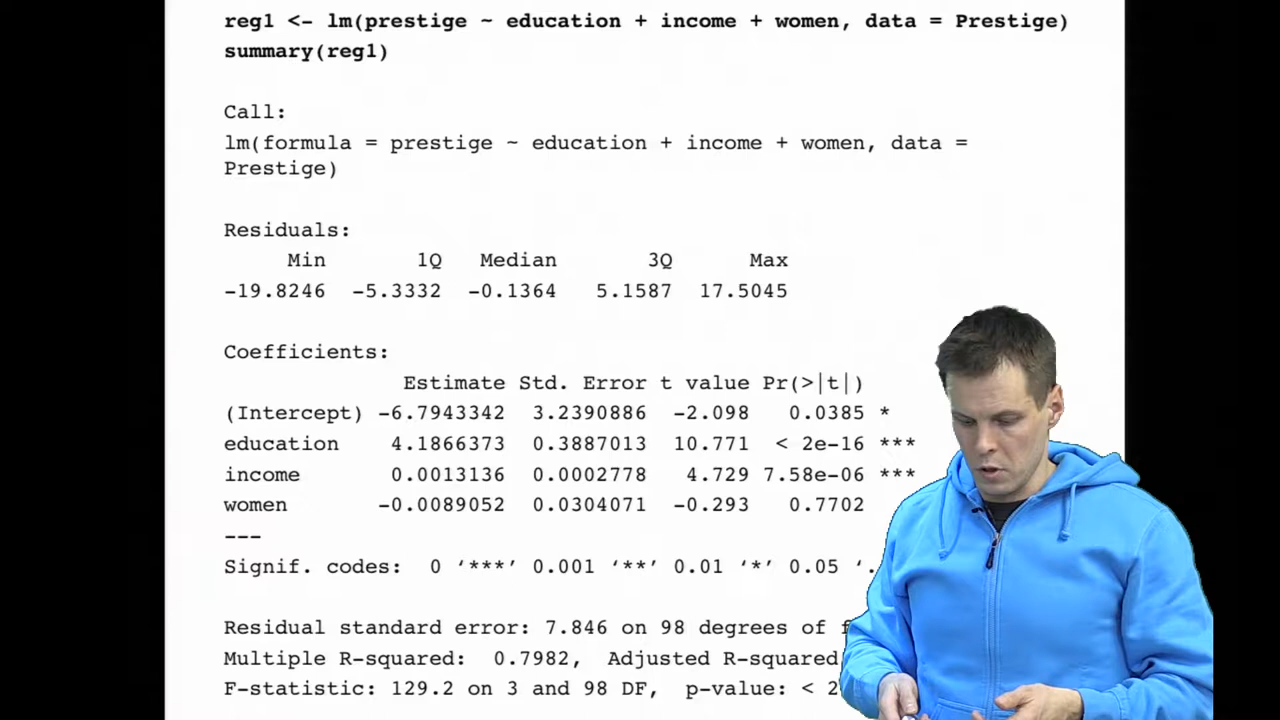 reg1 <- lm(prestige ~ education + income + women, data = Prestige)
summary(reg1)
Call:
lm(formula = prestige ~ education + income + women, data =
Prestige)
Residuals:
Min 1Q Median 3Q Max
-19.8246 -5.3332 -0.1364 5.1587 17.5045
Coefficients:
Estimate Std. Error t value Pr(>|t|)
(Intercept) -6.7943342 3.2390886 -2.098 0.0385 *
education 4.1866373 0.3887013 10.771 < 2e-16 ***
income 0.0013136 0.0002778 4.729 7.58e-06 ***
women -0.0089052 0.0304071 -0.293 0.7702
---
Signif. codes: 0 ‘***’ 0.001 ‘**’ 0.01 ‘*’ 0.05 ‘.
Residual standard error: 7.846 on 98 degrees of
Multiple R-squared: 0.7982, Adjusted R-squared
F-statistic: 129.2 on 3 and 98 DF, p-value: <